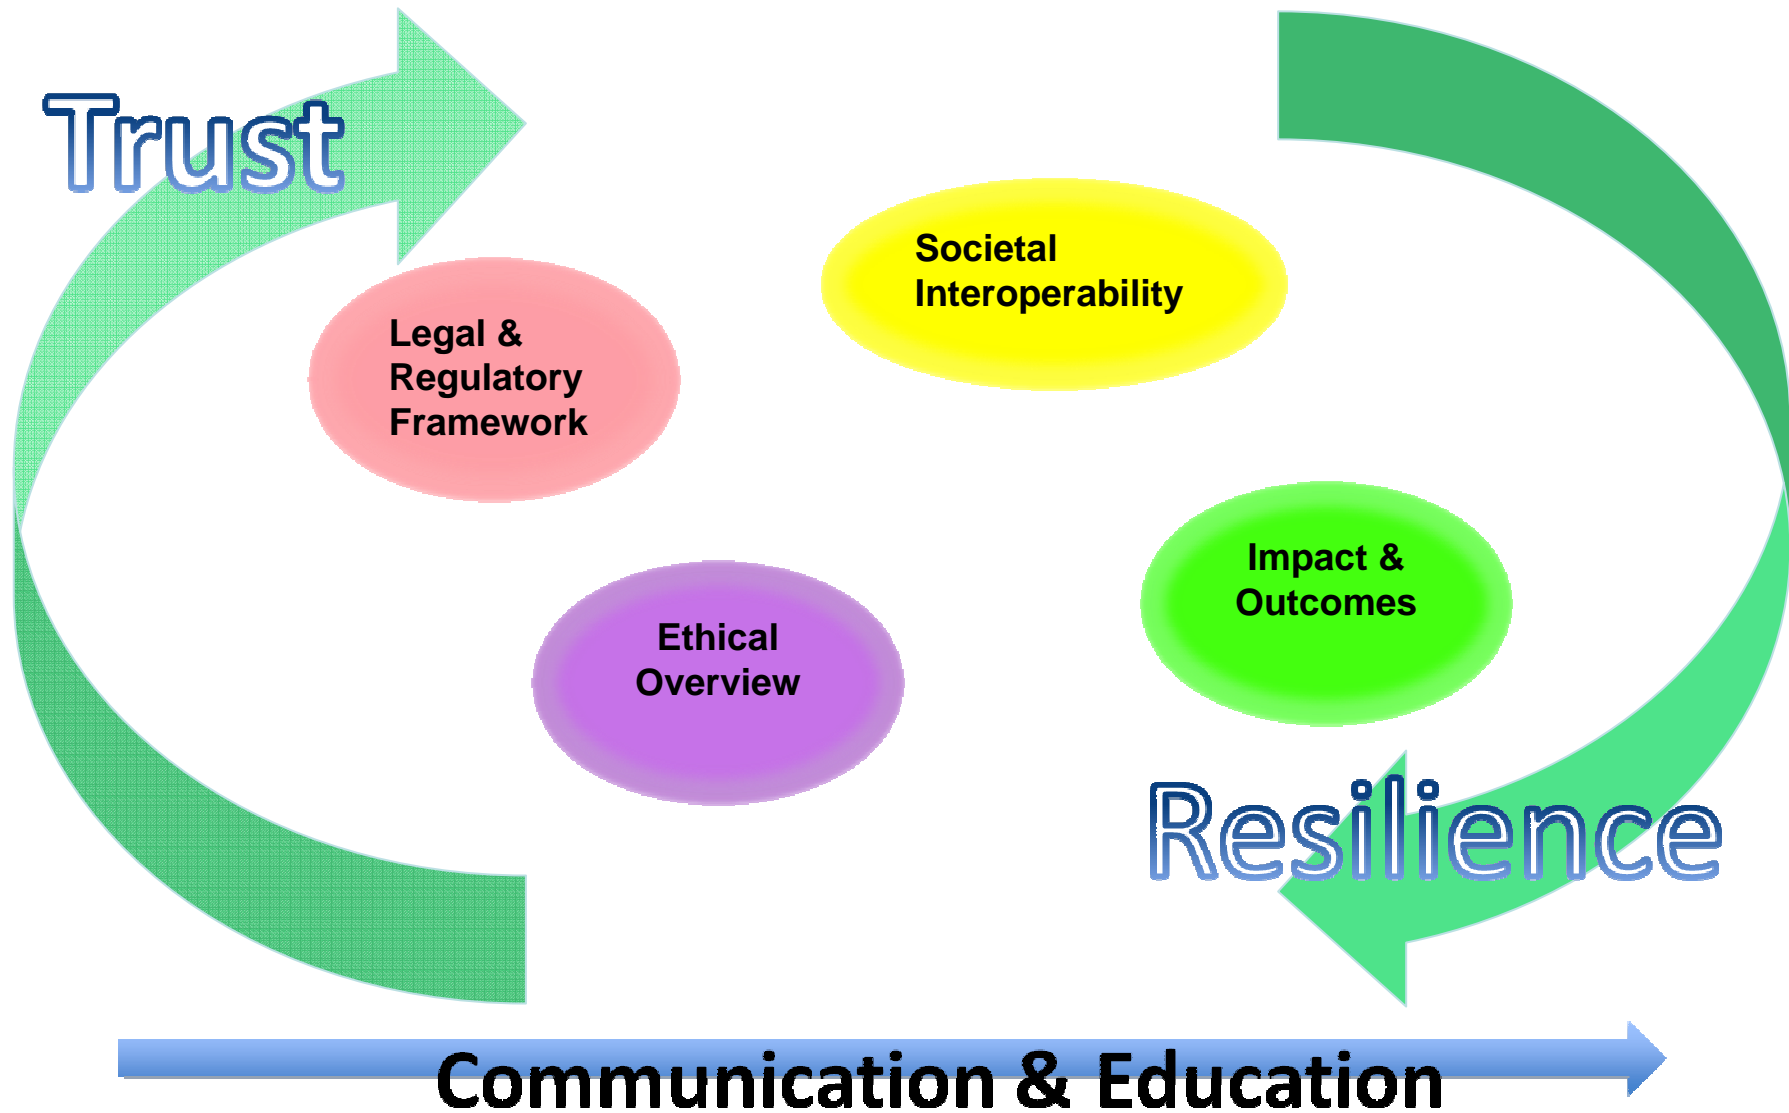 Trust
Societal
Interoperability
Legal &
Regulatory
Framework
Impact &
Outcomes
Ethical
Overview
Resilience
Communication & Education